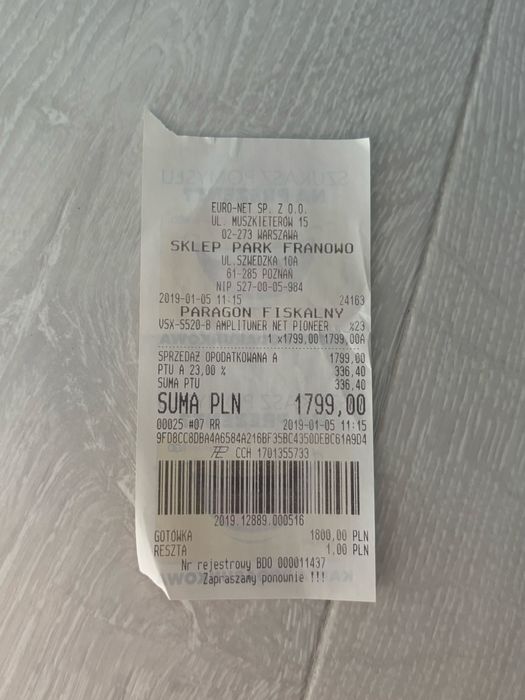 EURO-NET SP. Z O.O.
UL. MUSZKIETERÓW 15
02-273 WARSZAWA
SKLEP PARK FRANOWO
UL.SZWEDZKA 10A
61-285 POZNAŃ
NIP 527-00-05-984
2019-01-05 11:15 24163
PARAGON FISKALNY
VSX-S520-B AMPLITUNER NET PIONEER x23
1 x1799,00 1799,00A
SPRZEDAŻ OPODATKOWANA A 1799,00
PTU A 23,00 % 336,40
SUMA PTU 336,40
SUMA PLN 1799,00
00025 #07 RR 2019-01-05 11:15
9FD8CC8DBA4A6584A216BF35BC4350DEBC61A9D4
CCH 1701355733
2019.12889.000516
GOTÓWKA 1800,00 PLN
RESZTA 1,00 PLN
Nr rejestrowy BDO 000011437
Zapraszamy ponownie !!!